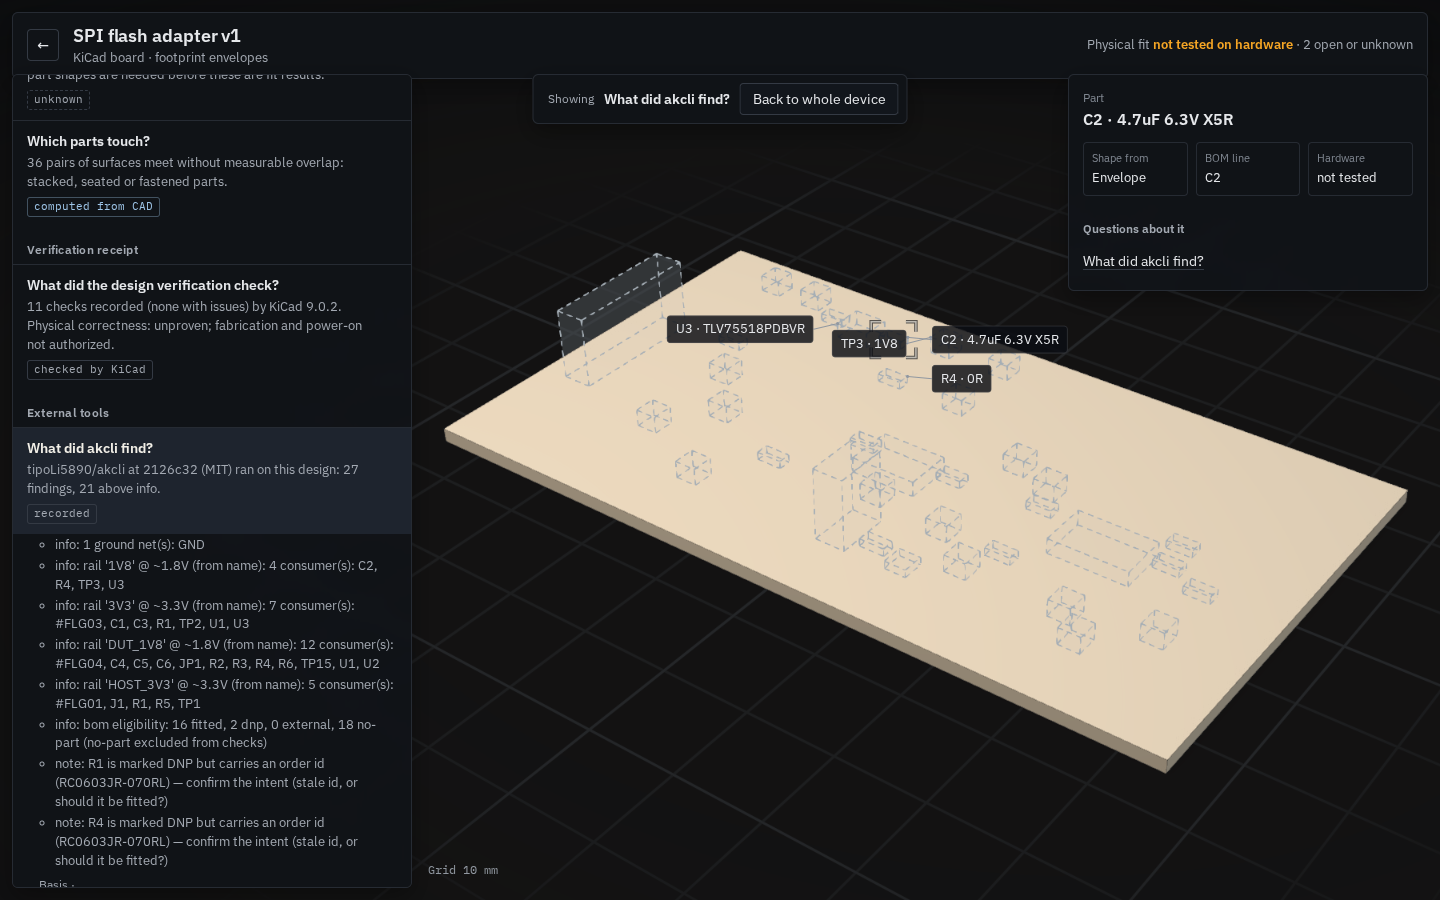 ←
SPI flash adapter v1
KiCad board · footprint envelopes
Physical fit not tested on hardware · 2 open or unknown
part shapes are needed before these are fit results.
unknown
Which parts touch?
36 pairs of surfaces meet without measurable overlap:
stacked, seated or fastened parts.
computed from CAD
Verification receipt
What did the design verification check?
11 checks recorded (none with issues) by KiCad 9.0.2.
Physical correctness: unproven; fabrication and power-on
not authorized.
checked by KiCad
External tools
What did akcli find?
tipoLi5890/akcli at 2126c32 (MIT) ran on this design: 27
findings, 21 above info.
recorded
info: 1 ground net(s): GND
info: rail '1V8' @ ~1.8V (from name): 4 consumer(s): C2,
R4, TP3, U3
info: rail '3V3' @ ~3.3V (from name): 7 consumer(s):
#FLG03, C1, C3, R1, TP2, U1, U3
info: rail 'DUT_1V8' @ ~1.8V (from name): 12 consumer(s):
#FLG04, C4, C5, C6, JP1, R2, R3, R4, R6, TP15, U1, U2
info: rail 'HOST_3V3' @ ~3.3V (from name): 5 consumer(s):
#FLG01, J1, R1, R5, TP1
info: bom eligibility: 16 fitted, 2 dnp, 0 external, 18 no-
part (no-part excluded from checks)
note: R1 is marked DNP but carries an order id
(RC0603JR-070RL) — confirm the intent (stale id, or
should it be fitted?)
note: R4 is marked DNP but carries an order id
(RC0603JR-070RL) — confirm the intent (stale id, or
should it be fitted?)
Basis ·
Showing What did akcli find? Back to whole device
U3 · TLV75518PDBVR
TP3 · 1V8
C2 · 4.7uF 6.3V X5R
R4 · 0R
Grid 10 mm
Part
C2 · 4.7uF 6.3V X5R
Shape from
Envelope
BOM line
C2
Hardware
not tested
Questions about it
What did akcli find?